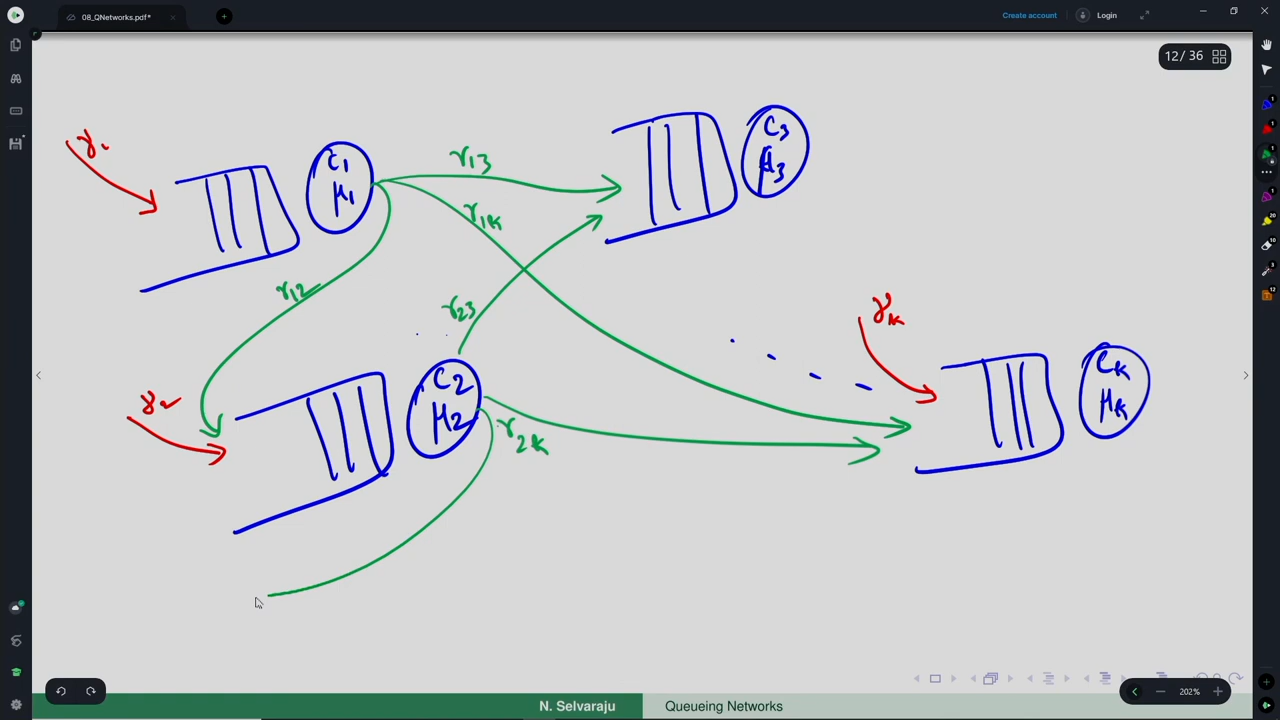 08_QNetworks.pdf*
Create account
Login
12/36
γ1
C1
μ1
r13
C3
μ3
r1k
r12
r23
γk
γ2
C2
μ2
r2k
Ck
μk
N. Selvaraju
Queueing Networks
202%